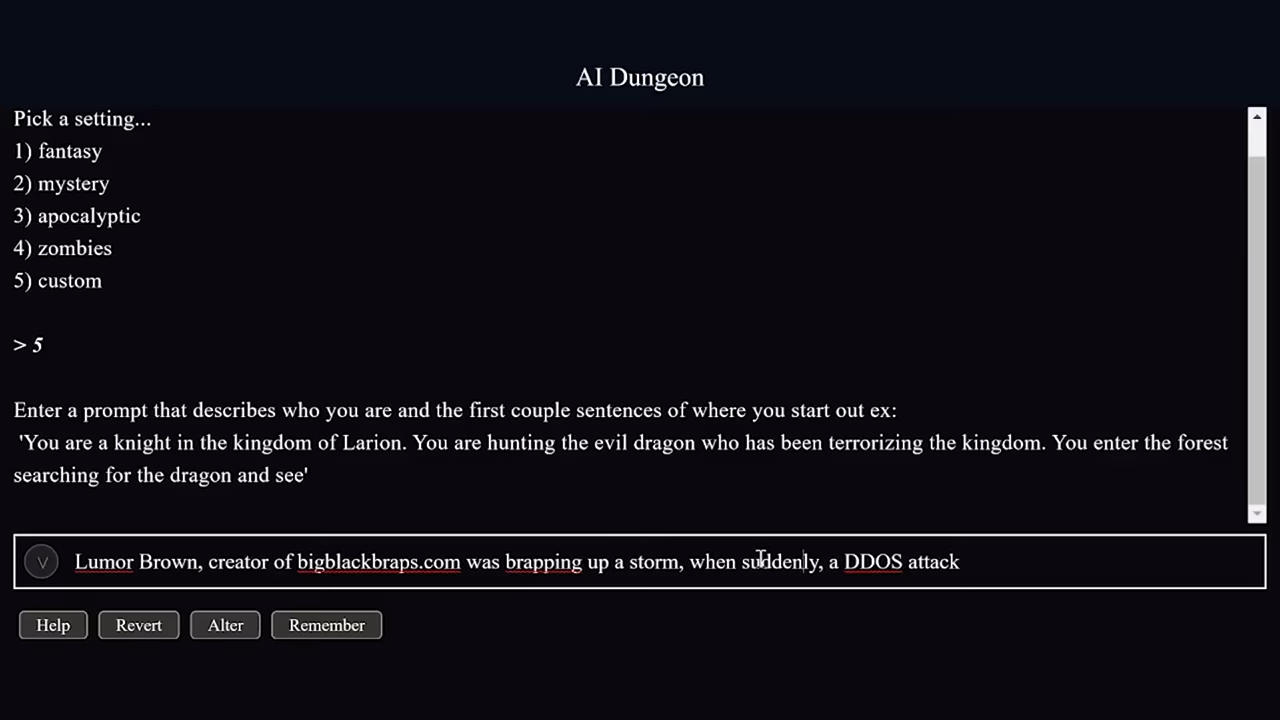 AI Dungeon
Pick a setting...
1) fantasy
2) mystery
3) apocalyptic
4) zombies
5) custom
> 5
Enter a prompt that describes who you are and the first couple sentences of where you start out ex:
'You are a knight in the kingdom of Larion. You are hunting the evil dragon who has been terrorizing the kingdom. You enter the forest
searching for the dragon and see'
V Lumor Brown, creator of bigblackbraps.com was brapping up a storm, when suddenly, a DDOS attack
Help Revert Alter Remember